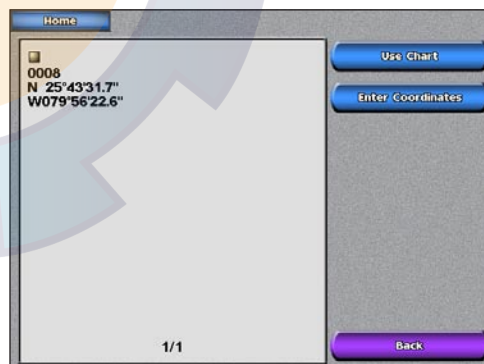 Home
0008
N 25°43'31.7"
W079°56'22.6"
1/1
Use Chart
Enter Coordinates
Back